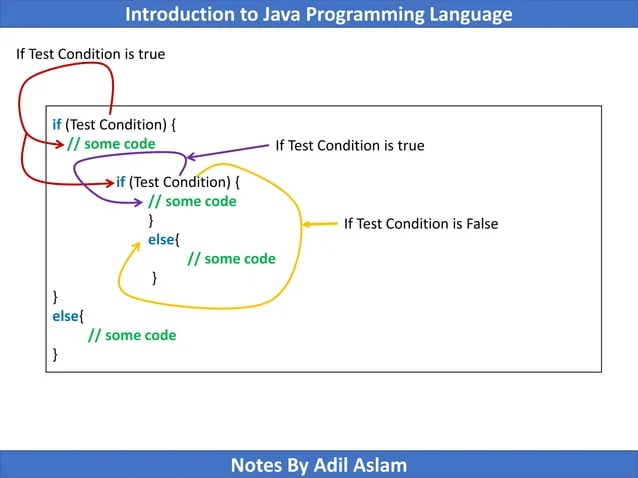 Introduction to Java Programming Language
If Test Condition is true
if (Test Condition) {
// some code
If Test Condition is true
if (Test Condition) {
// some code
}
If Test Condition is False
else{
// some code
}
}
else{
// some code
}
Notes By Adil Aslam